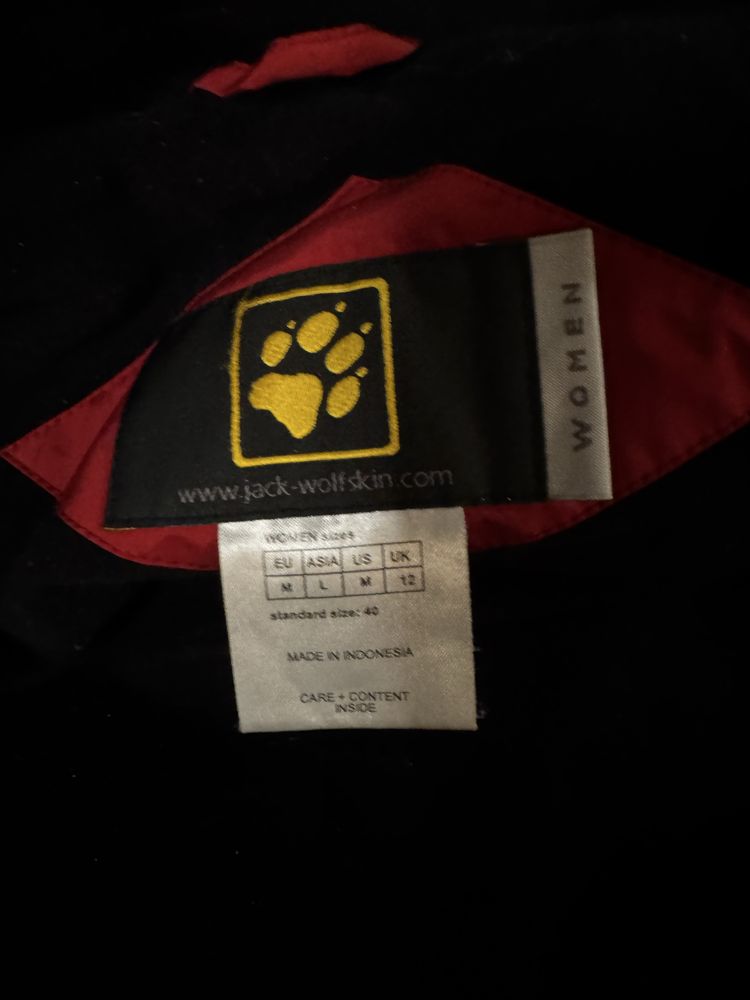 WOMEN
www.jack-wolfskin.com
WOMEN sizes
EU ASIA US UK
M L M 12
standard size: 40
MADE IN INDONESIA
CARE + CONTENT
INSIDE